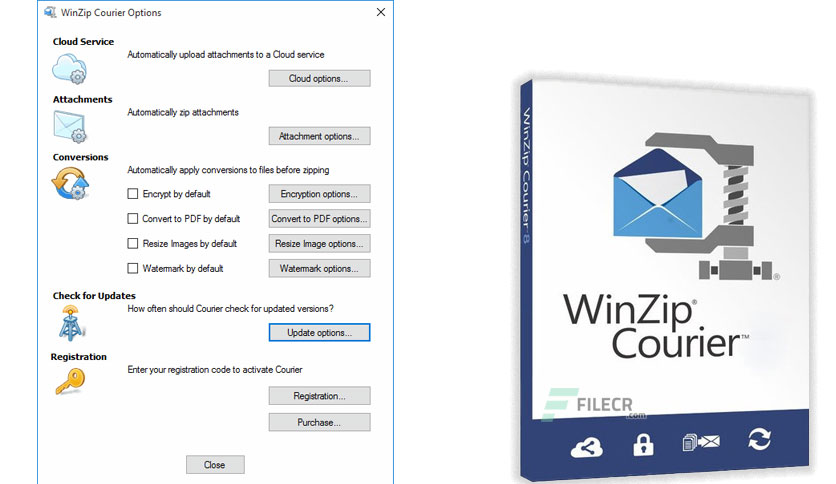 WinZip Courier Options
Cloud Service
Automatically upload attachments to a Cloud service
Cloud options...
Attachments
Automatically zip attachments
Attachment options...
Conversions
Automatically apply conversions to files before zipping
Encrypt by default
Encryption options...
Convert to PDF by default
Convert to PDF options...
Resize Images by default
Resize Image options...
Watermark by default
Watermark options...
Check for Updates
How often should Courier check for updated versions?
Update options...
Registration
Enter your registration code to activate Courier
Registration...
Purchase...
Close
WinZip Courier 8
®
WinZip®
Courier™
FILECR
.com